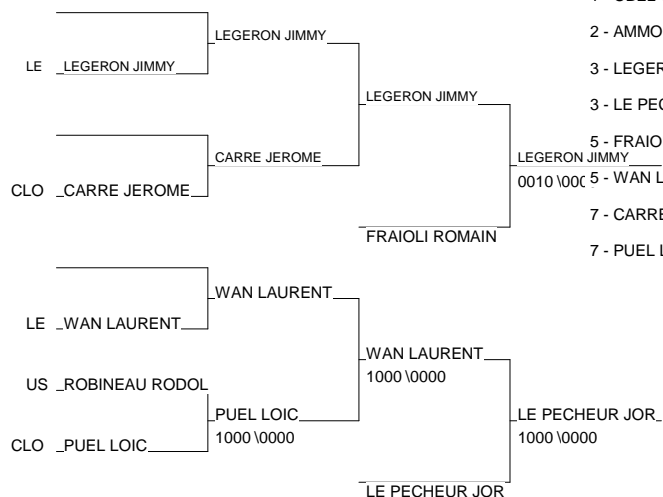 2 - AMMO
3 - LEGER
3 - LE PEC
5 - FRAIO
5 - WAN L
7 - CARRE
7 - PUEL L
LEGERON JIMMY
LE LEGERON JIMMY
LEGERON JIMMY
CARRE JEROME
CLO CARRE JEROME
LEGERON JIMMY
0010 \000
FRAIOLI ROMAIN
WAN LAURENT
LE WAN LAURENT
WAN LAURENT
1000 \0000
US ROBINEAU RODOL
PUEL LOIC
1000 \0000
CLO PUEL LOIC
LE PECHEUR JOR
1000 \0000
LE PECHEUR JOR